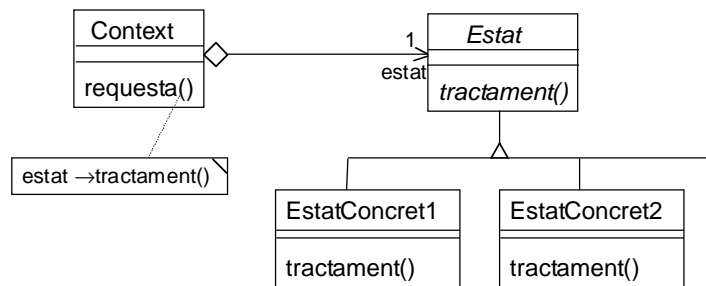 Context
requesta()
1
estat
Estat
tractament()
estat →tractament()
EstatConcret1
tractament()
EstatConcret2
tractament()